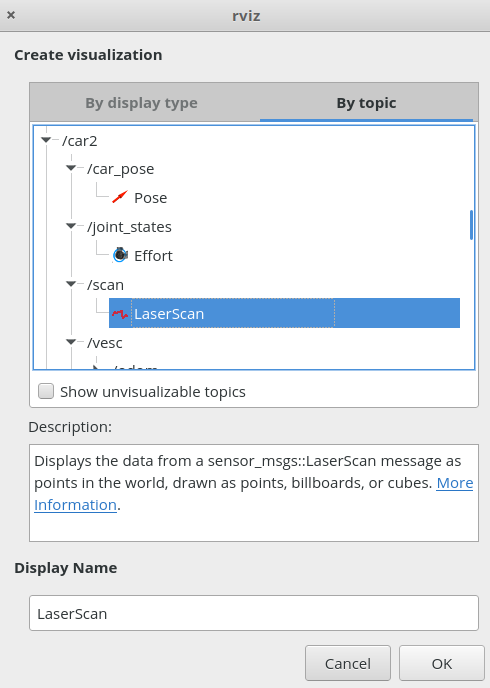 rviz
Create visualization
By display type By topic
/car2
/car_pose
Pose
/joint_states
Effort
/scan
LaserScan
/vesc
Show unvisualizable topics
Description:
Displays the data from a sensor_msgs::LaserScan message as
points in the world, drawn as points, billboards, or cubes. More
Information.
Display Name
LaserScan
Cancel OK